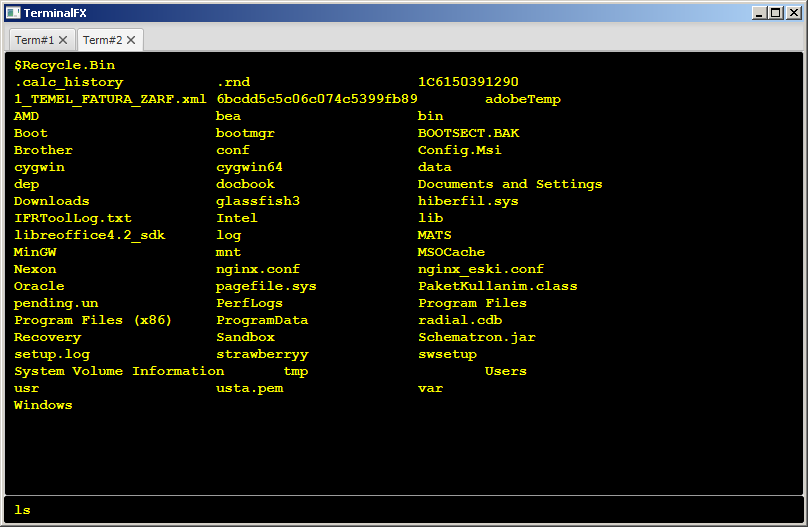 TerminalFX
Term#1 Term#2
$Recycle.Bin
.calc_history .rnd 1C6150391290
1_TEMEL_FATURA_ZARF.xml 6bcdd5c5c06c074c5399fb89 adobeTemp
AMD bea bin
Boot bootmgr BOOTSECT.BAK
Brother conf Config.Msi
cygwin cygwin64 data
dep docbook Documents and Settings
Downloads glassfish3 hiberfil.sys
IFRToolLog.txt Intel lib
libreoffice4.2_sdk log MATS
MinGW mnt MSOCache
Nexon nginx.conf nginx_eski.conf
Oracle pagefile.sys PaketKullanim.class
pending.un PerfLogs Program Files
Program Files (x86) ProgramData radial.cdb
Recovery Sandbox Schematron.jar
setup.log strawberryy swsetup
System Volume Information tmp Users
usr usta.pem var
Windows
ls